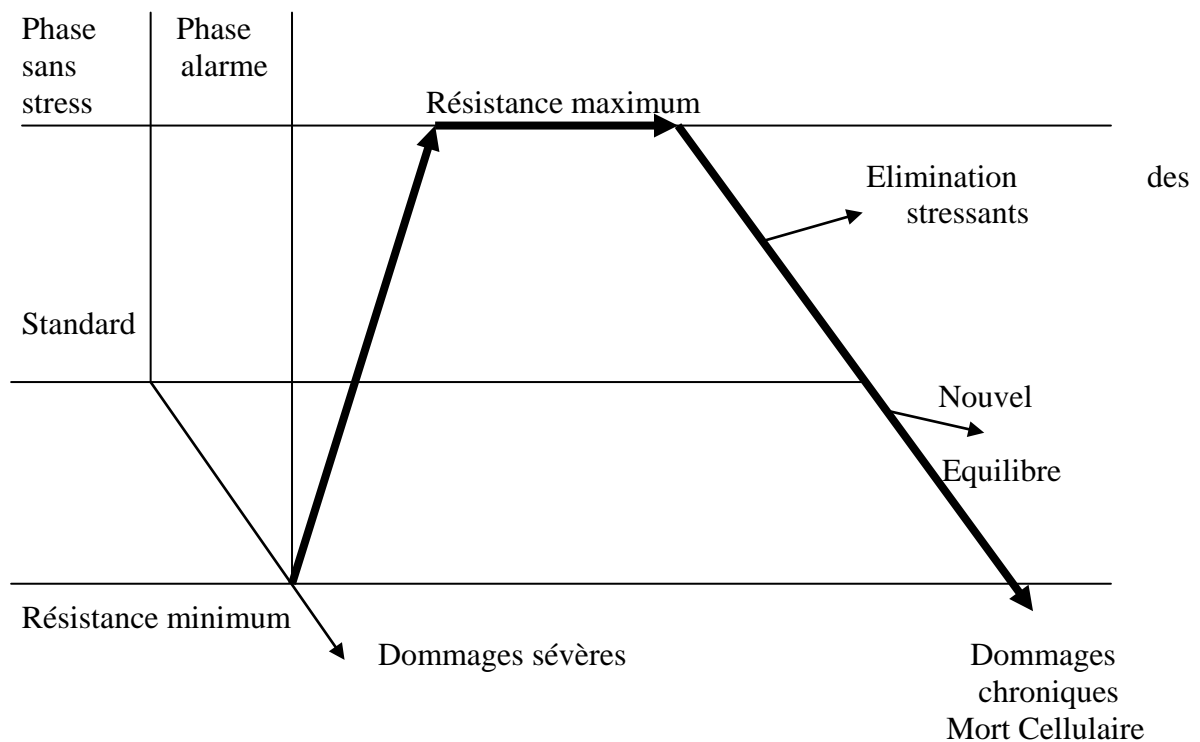 Phase
sans
stress
Phase
alarme
Résistance maximum
Elimination des
stressants
Standard
Nouvel
Equilibre
Résistance minimum
Dommages sévères
Dommages
chroniques
Mort Cellulaire